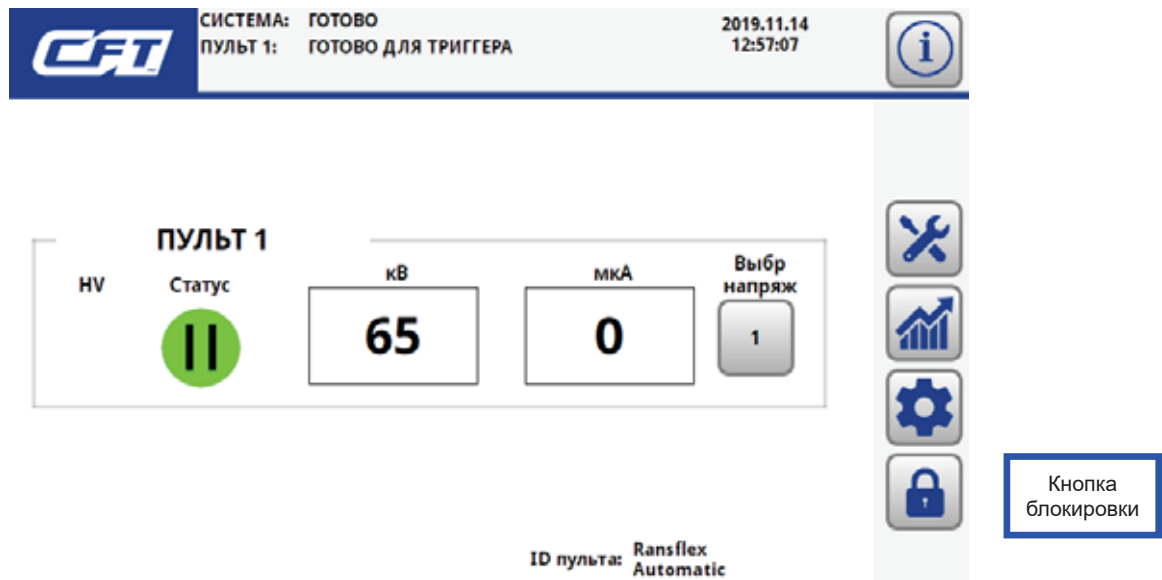 CFT
СИСТЕМА: ГОТОВО
ПУЛЬТ 1: ГОТОВО ДЛЯ ТРИГГЕРА
2019.11.14
12:57:07
i
ПУЛЬТ 1
HV
Статус
кВ
мкА
Выбр
напряж
65
0
1
Кнопка
блокировки
ID пульта: Ransflex
Automatic